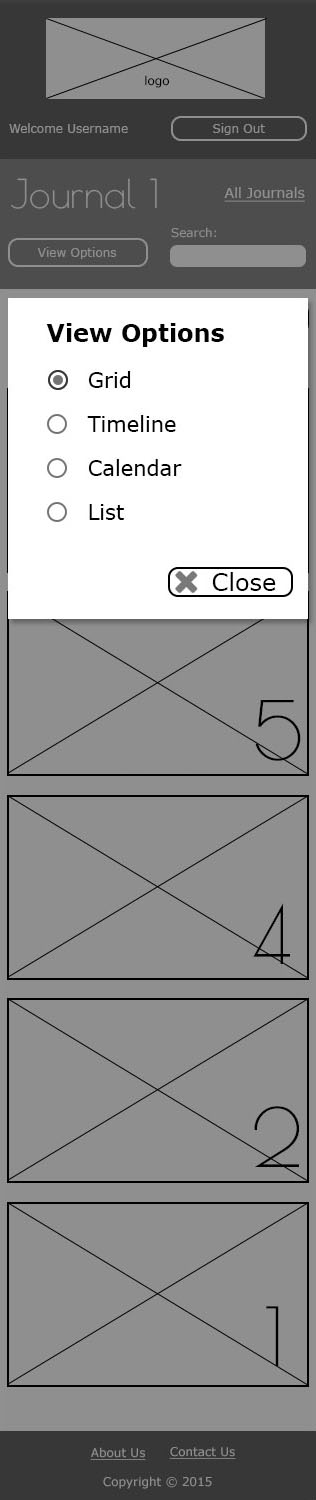 logo
Welcome Username
Sign Out
Journal 1
All Journals
View Options
Search:
View Options
Grid
Timeline
Calendar
List
Close
5
4
2
1
About Us
Contact Us
Copyright © 2015